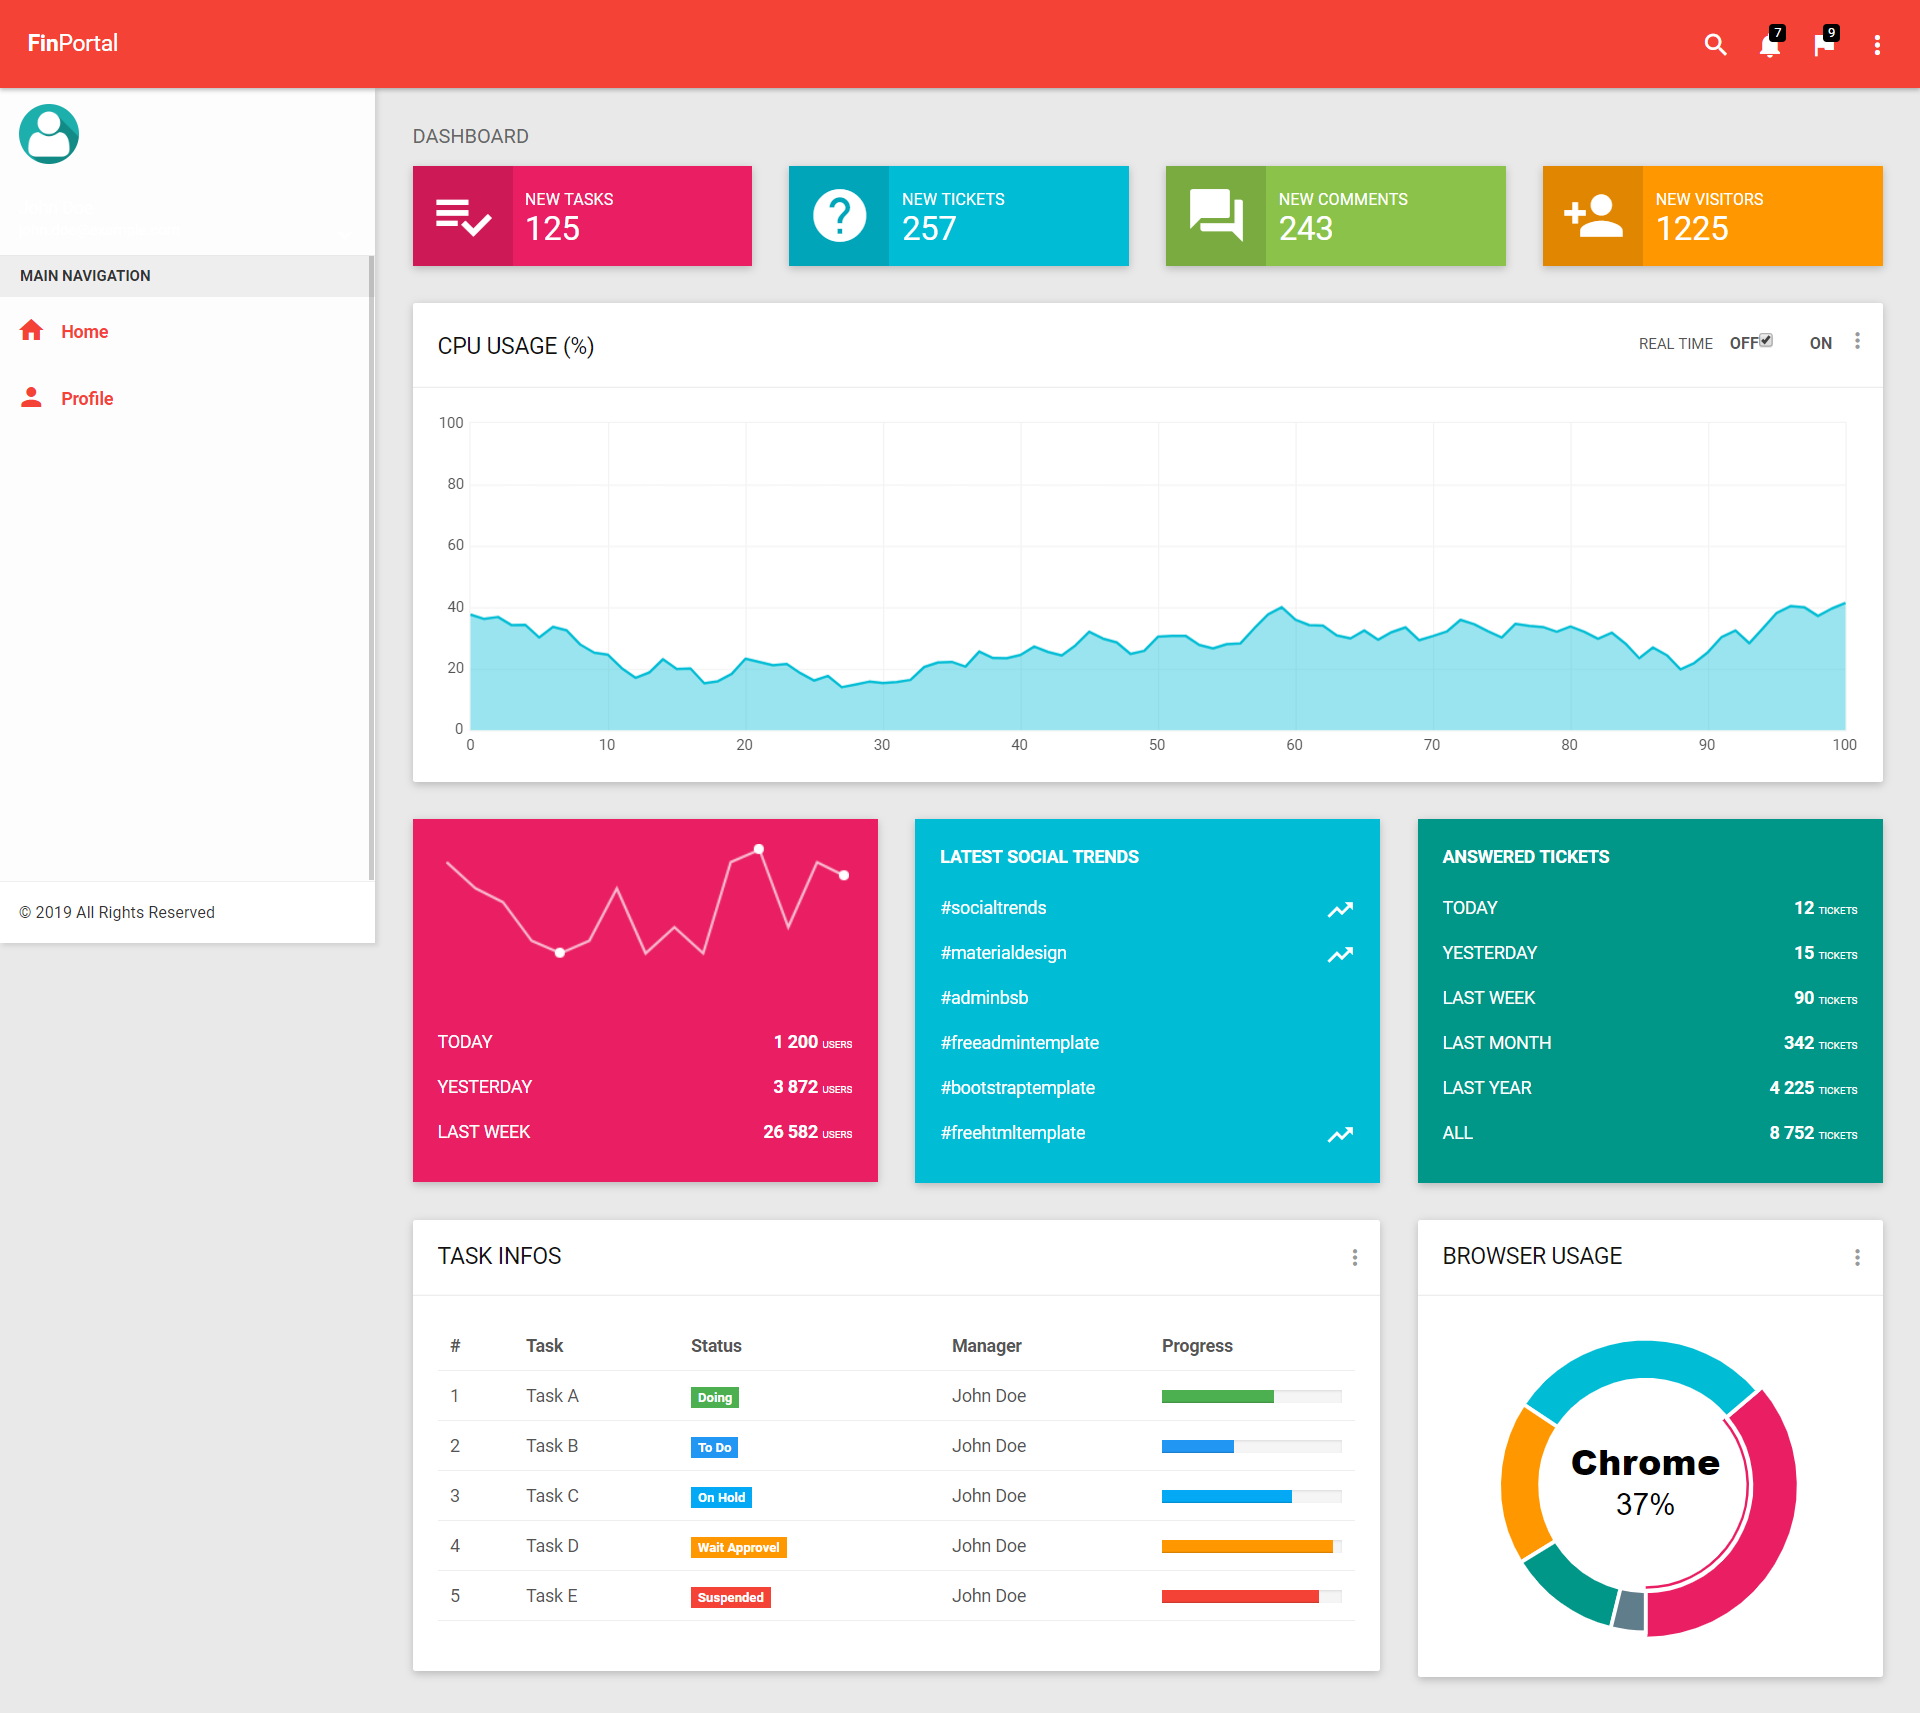 FinPortal
7
9
MAIN NAVIGATION
Home
Profile
© 2019 All Rights Reserved
DASHBOARD
NEW TASKS
125
NEW TICKETS
257
NEW COMMENTS
243
NEW VISITORS
1225
CPU USAGE (%)
REAL TIME OFF ON
100
80
60
40
20
0
0 10 20 30 40 50 60 70 80 90 100
TODAY 1 200 USERS
YESTERDAY 3 872 USERS
LAST WEEK 26 582 USERS
LATEST SOCIAL TRENDS
#socialtrends
#materialdesign
#adminbsb
#freeadmintemplate
#bootstraptemplate
#freehtmltemplate
ANSWERED TICKETS
TODAY 12 TICKETS
YESTERDAY 15 TICKETS
LAST WEEK 90 TICKETS
LAST MONTH 342 TICKETS
LAST YEAR 4 225 TICKETS
ALL 8 752 TICKETS
TASK INFOS
# Task Status Manager Progress
1 Task A Doing John Doe
2 Task B To Do John Doe
3 Task C On Hold John Doe
4 Task D Wait Approvel John Doe
5 Task E Suspended John Doe
BROWSER USAGE
Chrome
37%